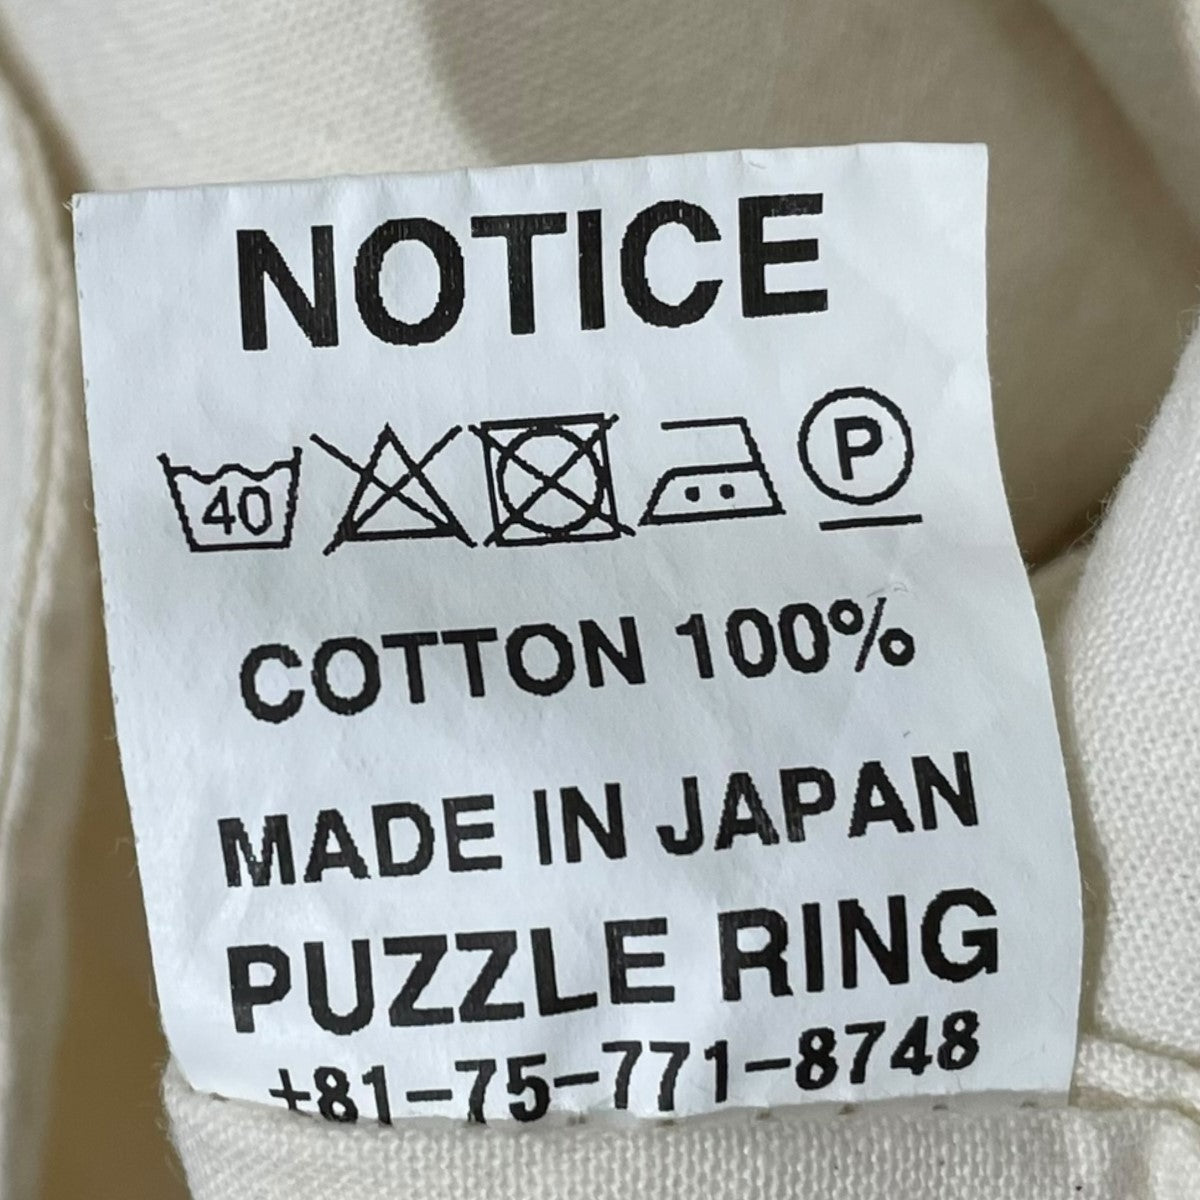 NOTICE
40 P
COTTON 100%
MADE IN JAPAN
PUZZLE RING
+81-75-771-8748